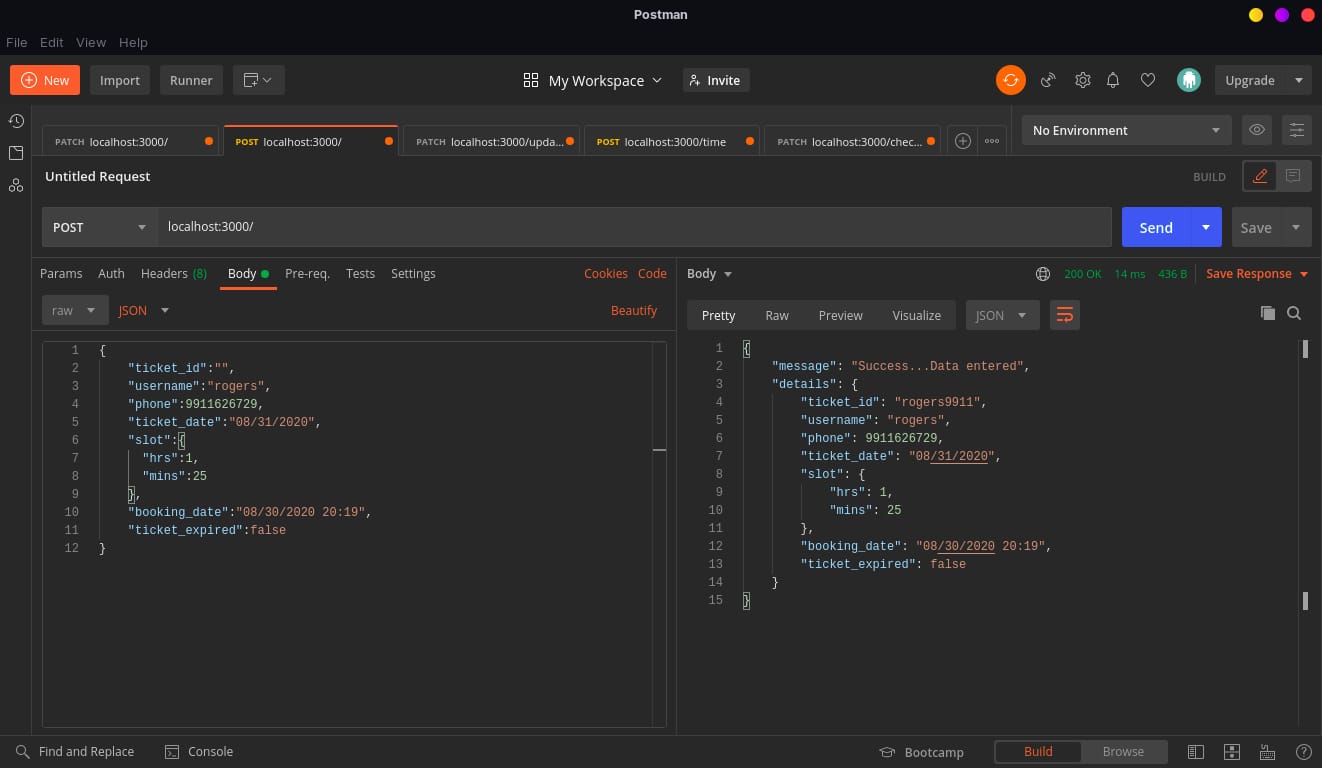 Postman
File Edit View Help
New Import Runner My Workspace Invite Upgrade
PATCH localhost:3000/ POST localhost:3000/ PATCH localhost:3000/upda... POST localhost:3000/time PATCH localhost:3000/chec... No Environment
Untitled Request BUILD
POST localhost:3000/ Send Save
Params Auth Headers (8) Body Pre-req. Tests Settings Cookies Code
raw JSON Beautify
1 {
2 "ticket_id":"",
3 "username":"rogers",
4 "phone":9911626729,
5 "ticket_date":"08/31/2020",
6 "slot":{
7 "hrs":1,
8 "mins":25
9 },
10 "booking_date":"08/30/2020 20:19",
11 "ticket_expired":false
12 }
Body 200 OK 14 ms 436 B Save Response
Pretty Raw Preview Visualize JSON
1 {
2 "message": "Success...Data entered",
3 "details": {
4 "ticket_id": "rogers9911",
5 "username": "rogers",
6 "phone": 9911626729,
7 "ticket_date": "08/31/2020",
8 "slot": {
9 "hrs": 1,
10 "mins": 25
11 },
12 "booking_date": "08/30/2020 20:19",
13 "ticket_expired": false
14 }
15 }
Find and Replace Console Bootcamp Build Browse